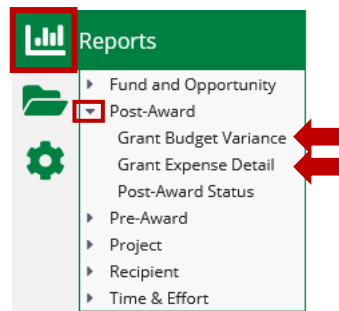 Reports
Fund and Opportunity
Post-Award
Grant Budget Variance
Grant Expense Detail
Post-Award Status
Pre-Award
Project
Recipient
Time & Effort